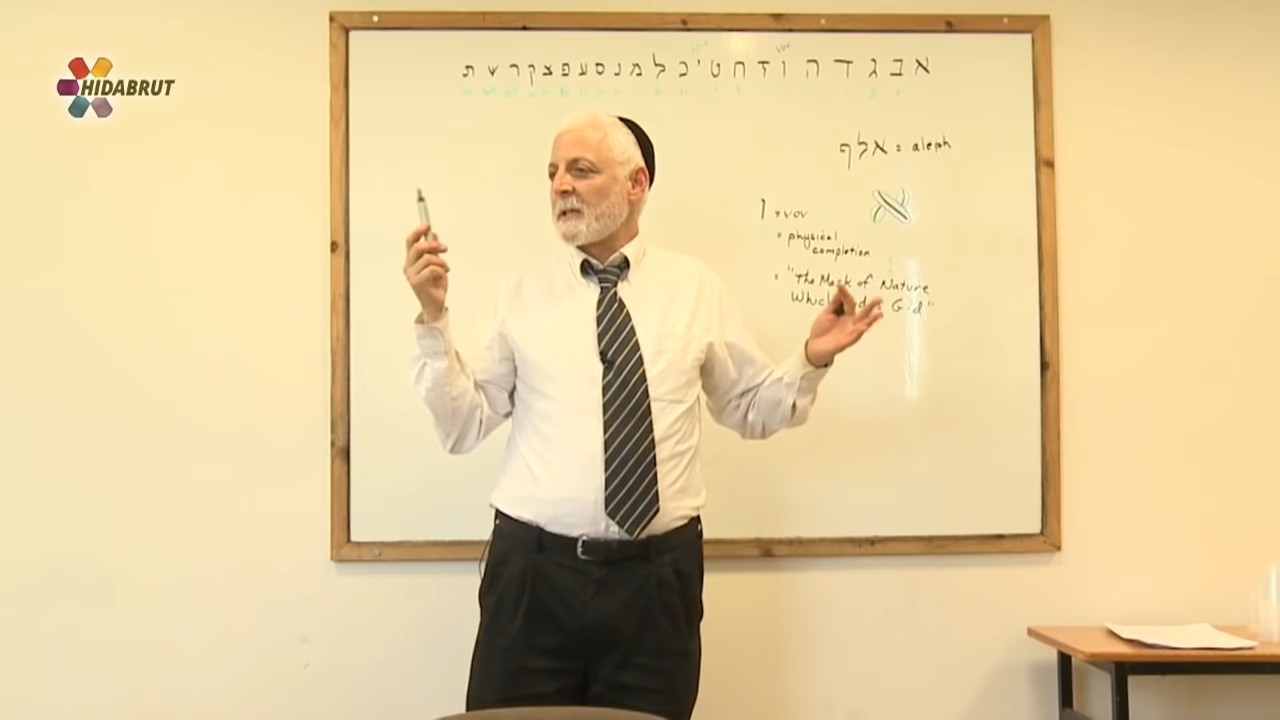 HIDABRUT
א ב ג ד ה ו ז ח ט י כ ל מ נ ס ע פ צ ק ר ש ת
אלף = aleph
א
ו = vov
= physical
completion
= "The Mask of Nature
G-d"